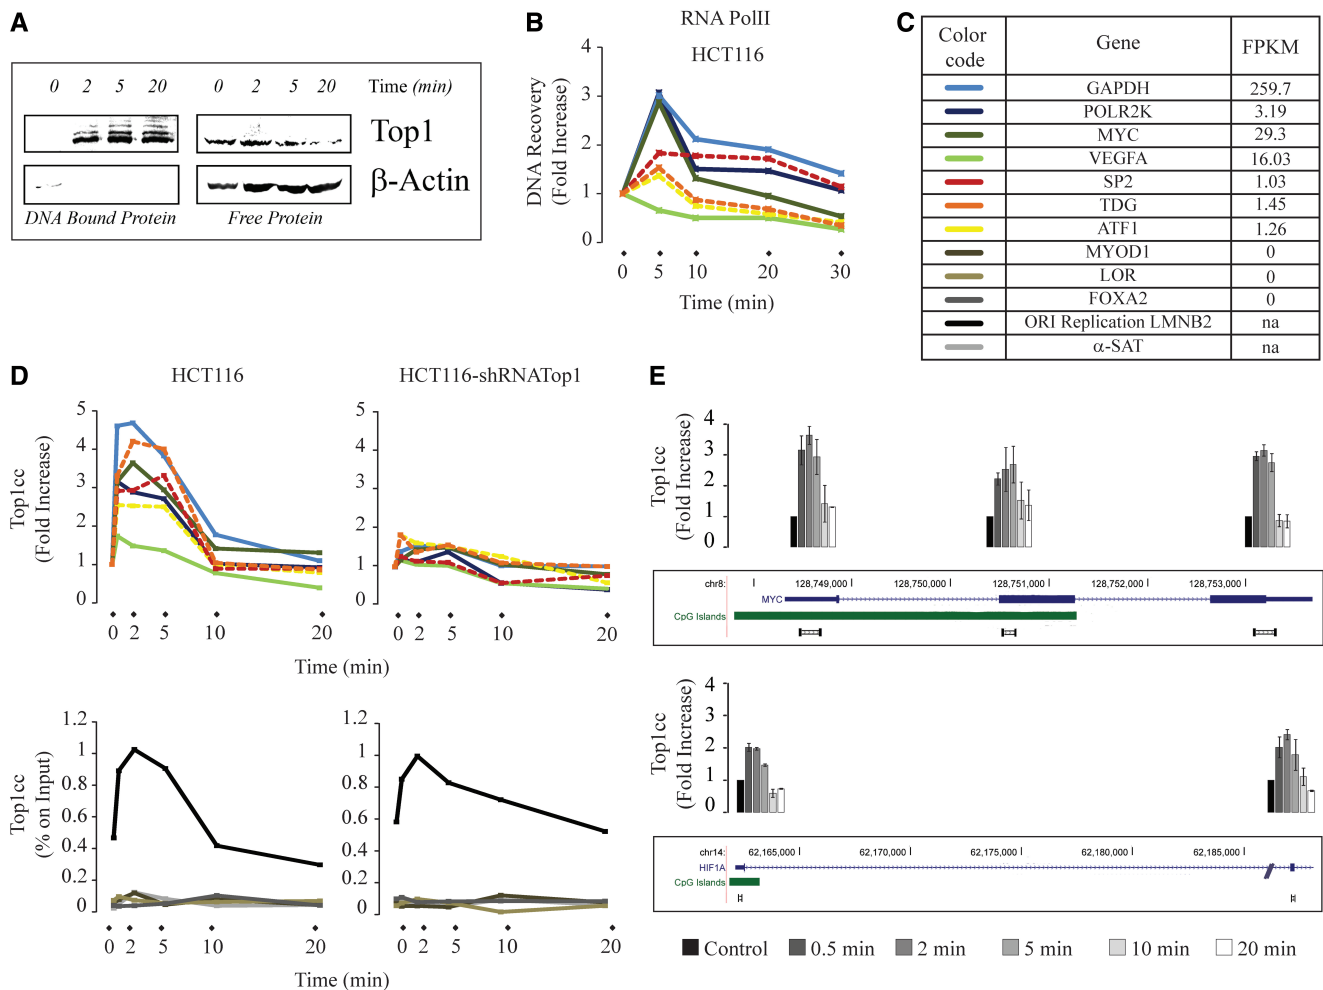 A
0 2 5 20 Time (min)
0 2 5 20
Top1
β-Actin
DNA Bound Protein
Free Protein
B
RNA PolII
HCT116
DNA Recovery
(Fold Increase)
4
3
2
1
0
0 5 10 20 30
Time (min)
C
Color code Gene FPKM
GAPDH 259.7
POLR2K 3.19
MYC 29.3
VEGFA 16.03
SP2 1.03
TDG 1.45
ATF1 1.26
MYOD1 0
LOR 0
FOXA2 0
ORI Replication LMNB2 na
α-SAT na
D
HCT116
HCT116-shRNATop1
Top1cc
(Fold Increase)
5
4
3
2
1
0
0 2 5 10 20
5
4
3
2
1
0
0 2 5 10 20
Time (min)
Top1cc
(% on Input)
1.2
1
0.8
0.6
0.4
0.2
0
0 2 5 10 20
1.2
1
0.8
0.6
0.4
0.2
0
0 2 5 10 20
Time (min)
E
Top1cc
(Fold Increase)
4
3
2
1
0
chr8: 128,749,000 128,750,000 128,751,000 128,752,000 128,753,000
MYC
CpG Islands
Top1cc
(Fold Increase)
4
3
2
1
0
chr14: 62,165,000 62,170,000 62,175,000 62,180,000 62,185,000
HIF1A
CpG Islands
Control 0.5 min 2 min 5 min 10 min 20 min